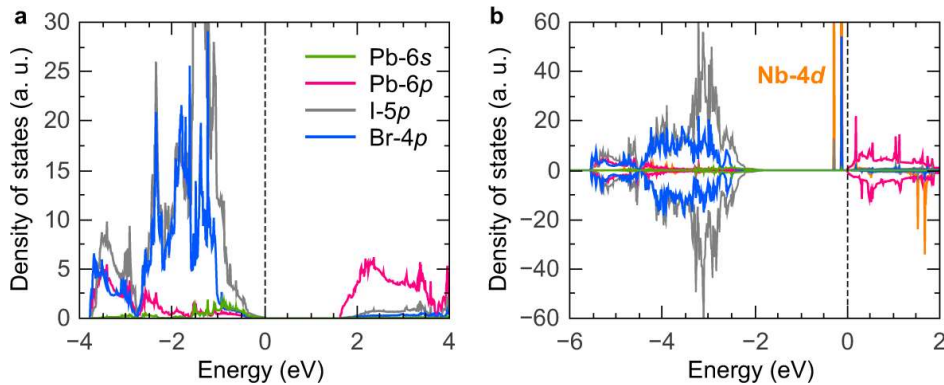 a
Density of states (a. u.)
30
25
20
15
10
5
0
−4
−2
0
2
4
Energy (eV)
Pb-6s
Pb-6p
I-5p
Br-4p
b
Density of states (a. u.)
60
40
20
0
−20
−40
−60
−6
−4
−2
0
2
Energy (eV)
Nb-4d